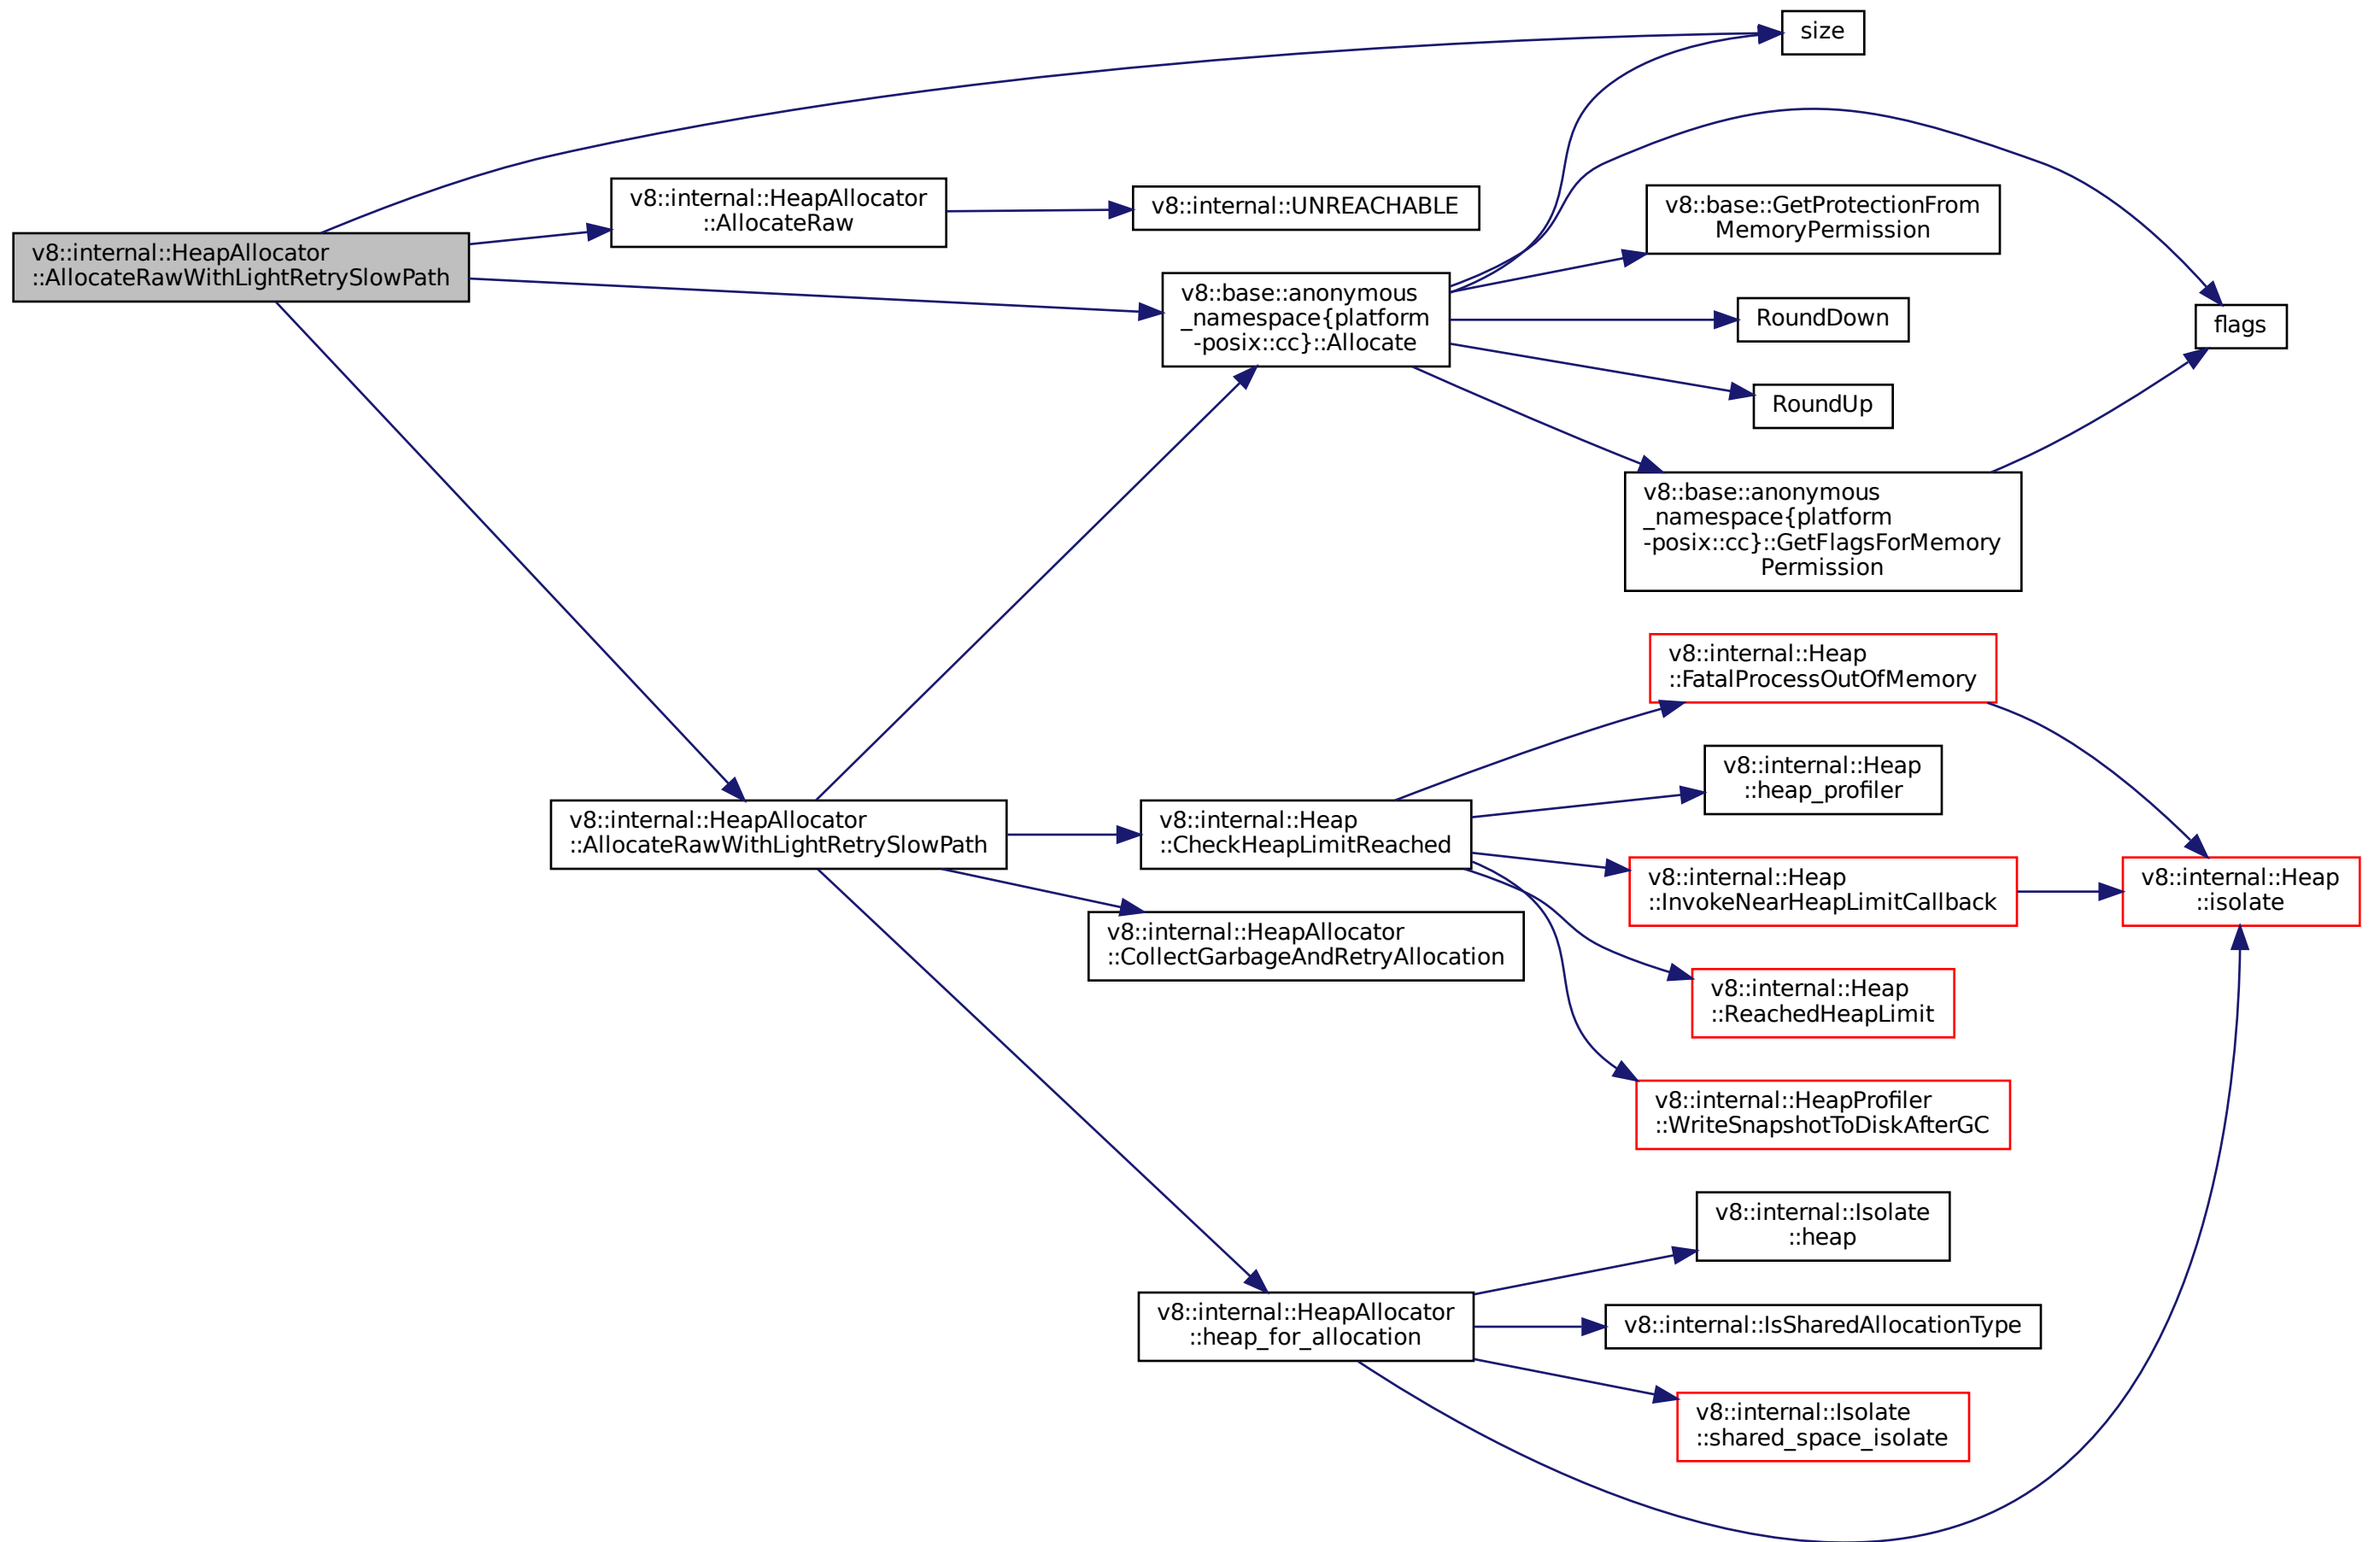 v8::internal::HeapAllocator
::AllocateRawWithLightRetrySlowPath
size
v8::internal::HeapAllocator
::AllocateRaw
v8::internal::UNREACHABLE
v8::base::anonymous
_namespace{platform
-posix::cc}::Allocate
v8::base::GetProtectionFrom
MemoryPermission
RoundDown
flags
RoundUp
v8::base::anonymous
_namespace{platform
-posix::cc}::GetFlagsForMemory
Permission
v8::internal::HeapAllocator
::AllocateRawWithLightRetrySlowPath
v8::internal::Heap
::CheckHeapLimitReached
v8::internal::HeapAllocator
::CollectGarbageAndRetryAllocation
v8::internal::Heap
::FatalProcessOutOfMemory
v8::internal::Heap
::heap_profiler
v8::internal::Heap
::InvokeNearHeapLimitCallback
v8::internal::Heap
::isolate
v8::internal::Heap
::ReachedHeapLimit
v8::internal::HeapProfiler
::WriteSnapshotToDiskAfterGC
v8::internal::HeapAllocator
::heap_for_allocation
v8::internal::Isolate
::heap
v8::internal::IsSharedAllocationType
v8::internal::Isolate
::shared_space_isolate